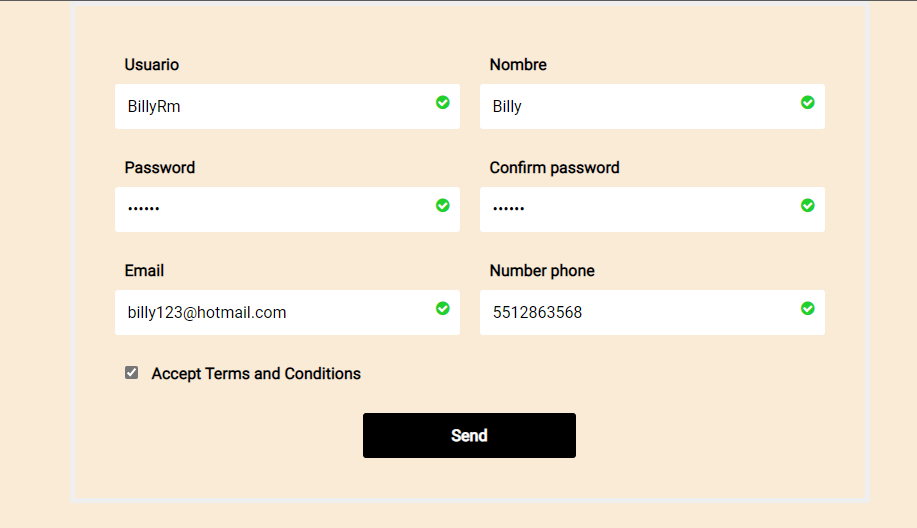 Usuario Nombre
BillyRm Billy
Password Confirm password
•••••• ••••••
Email Number phone
billy123@hotmail.com 5512863568
Accept Terms and Conditions
Send